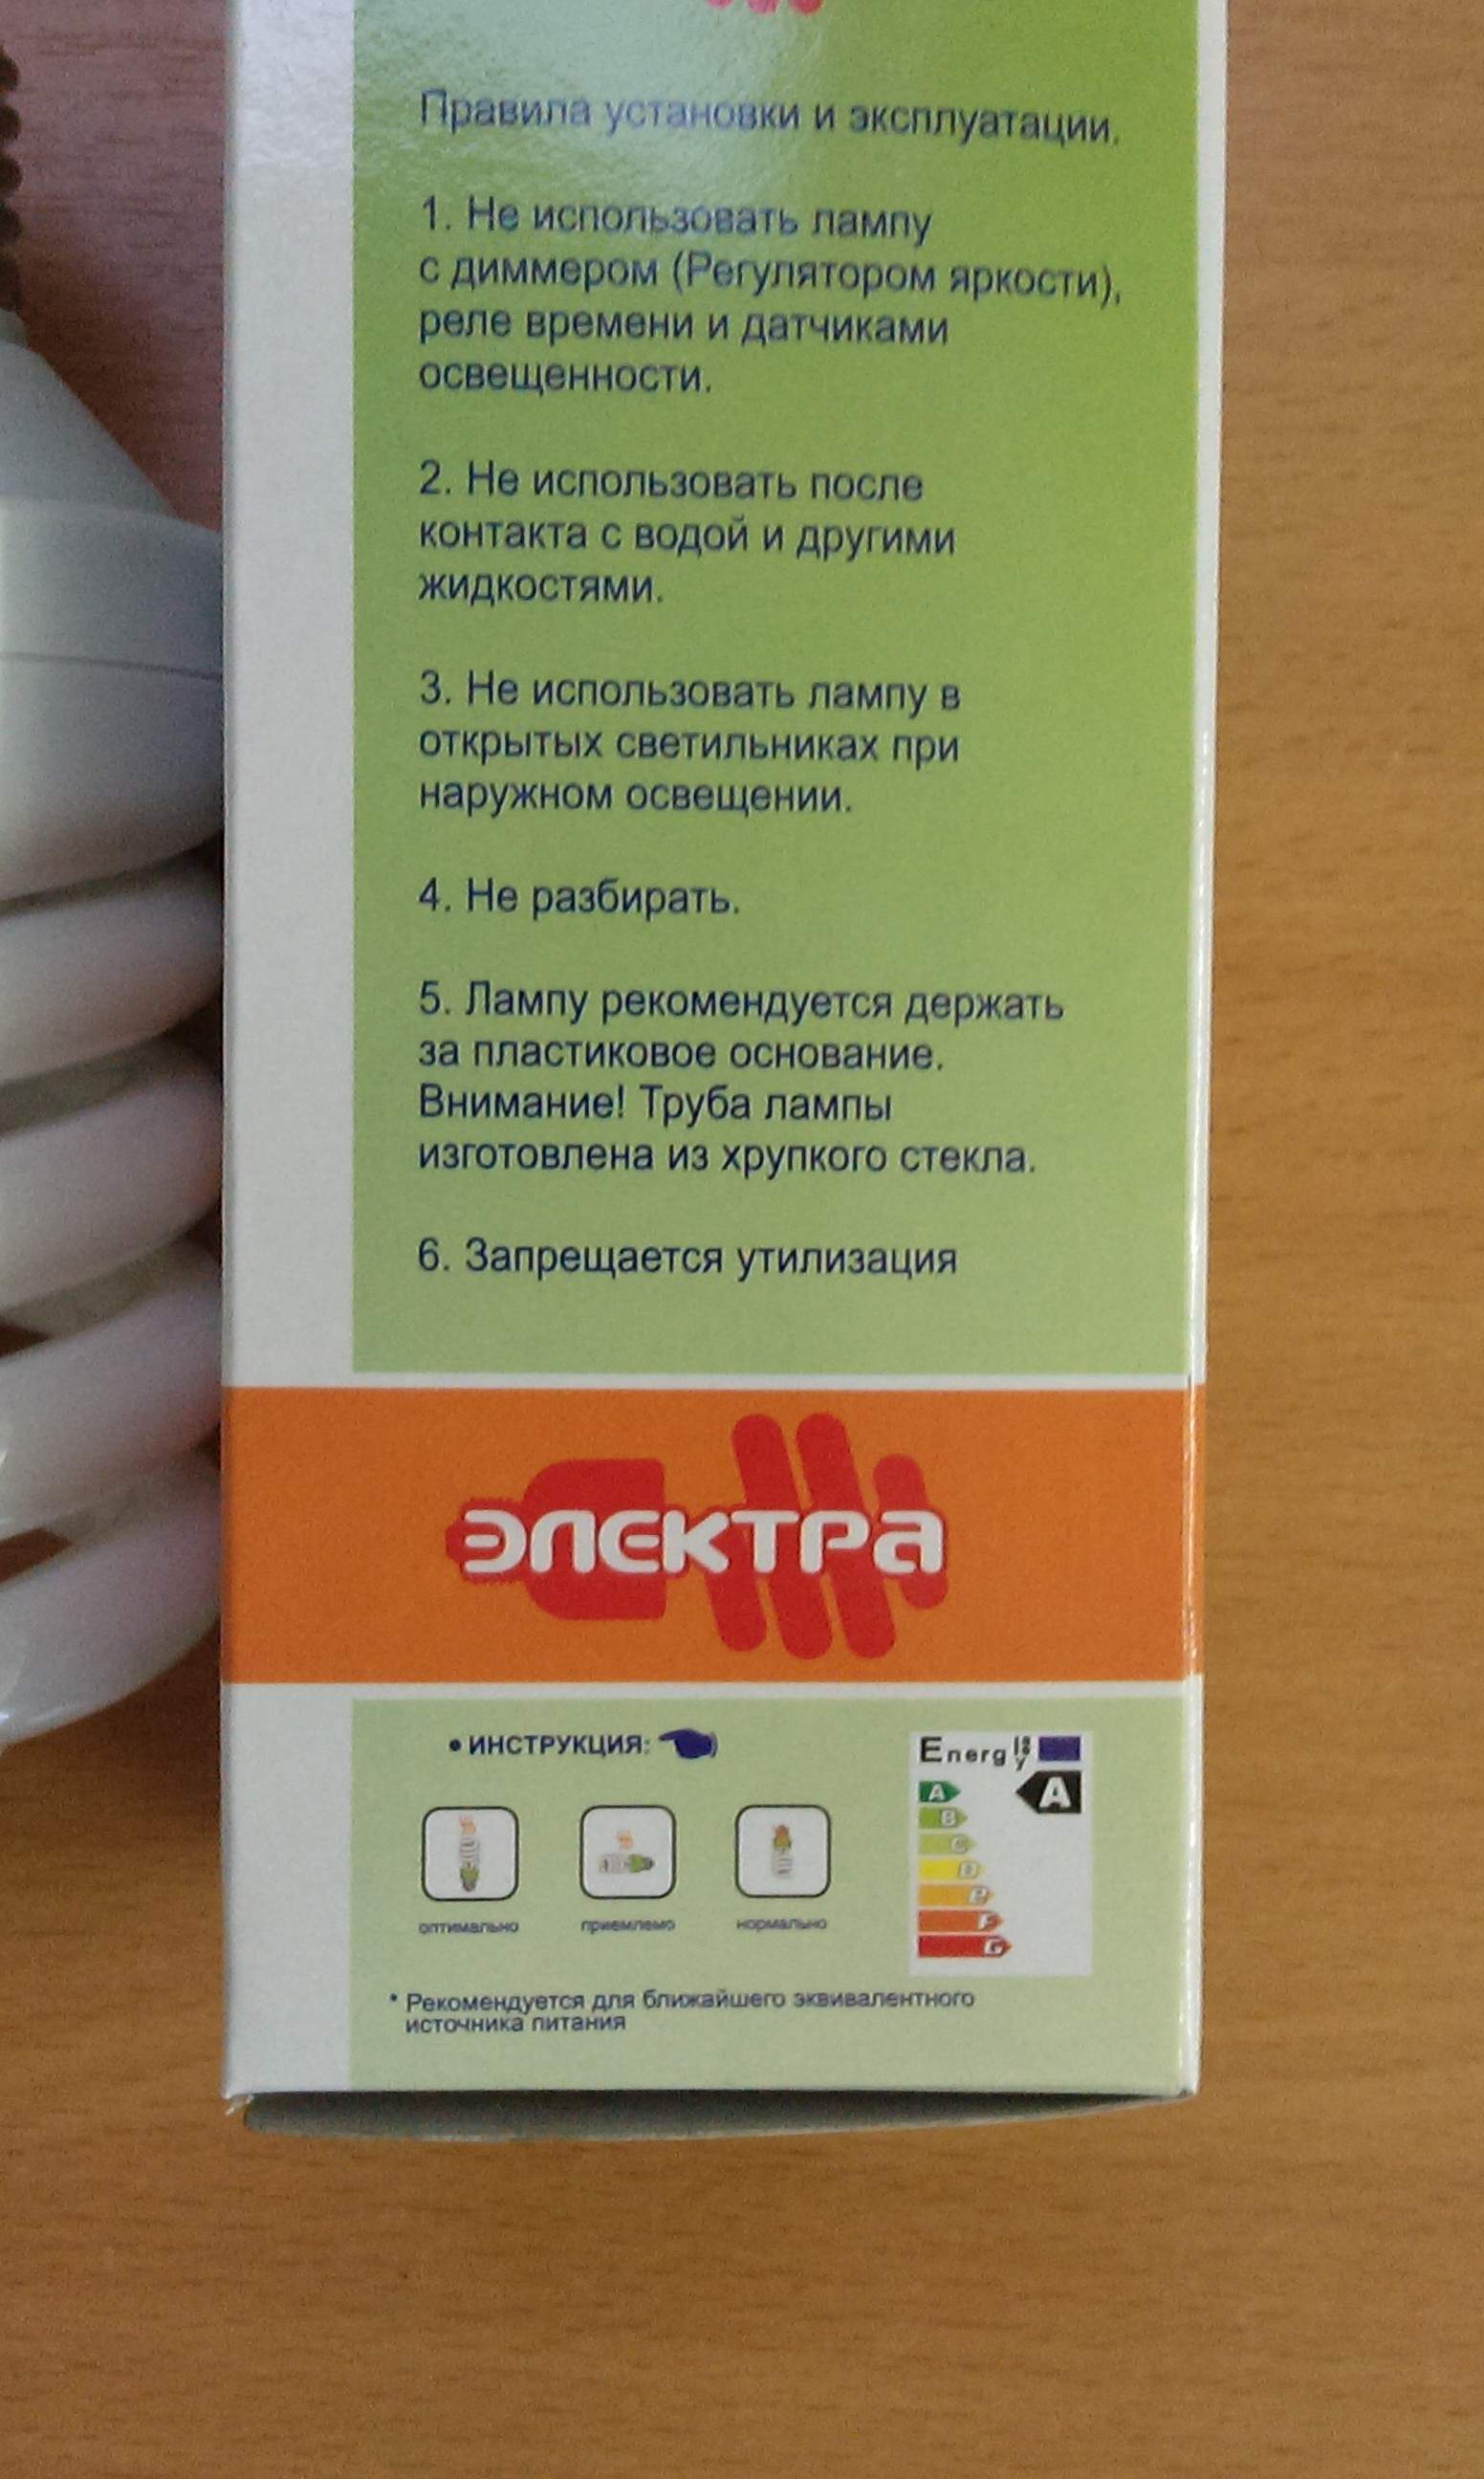 Правила установки и эксплуатации.
1. Не использовать лампу
с диммером (Регулятором яркости),
реле времени и датчиками
освещенности.
2. Не использовать после
контакта с водой и другими
жидкостями.
3. Не использовать лампу в
открытых светильниках при
наружном освещении.
4. Не разбирать.
5. Лампу рекомендуется держать
за пластиковое основание.
Внимание! Труба лампы
изготовлена из хрупкого стекла.
6. Запрещается утилизация
ЭЛЕКТРА
• ИНСТРУКЦИЯ:
оптимально
приемлемо
нормально
Energy
A
A
B
C
D
E
F
G
* Рекомендуется для ближайшего эквивалентного
источника питания